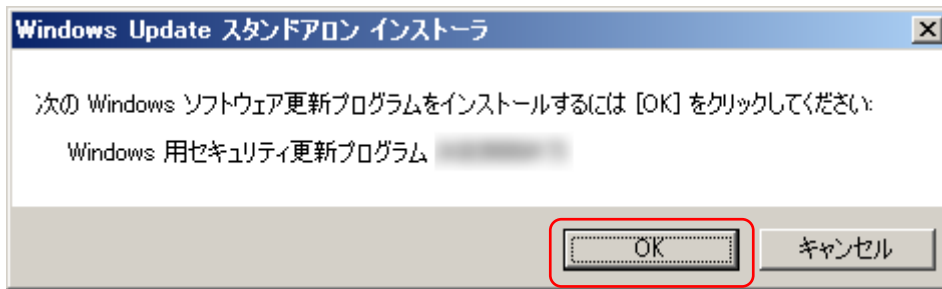 Windows Update スタンドアロン インストーラ
次の Windows ソフトウェア更新プログラムをインストールするには [OK] をクリックしてください:
Windows 用セキュリティ更新プログラム
OK
キャンセル